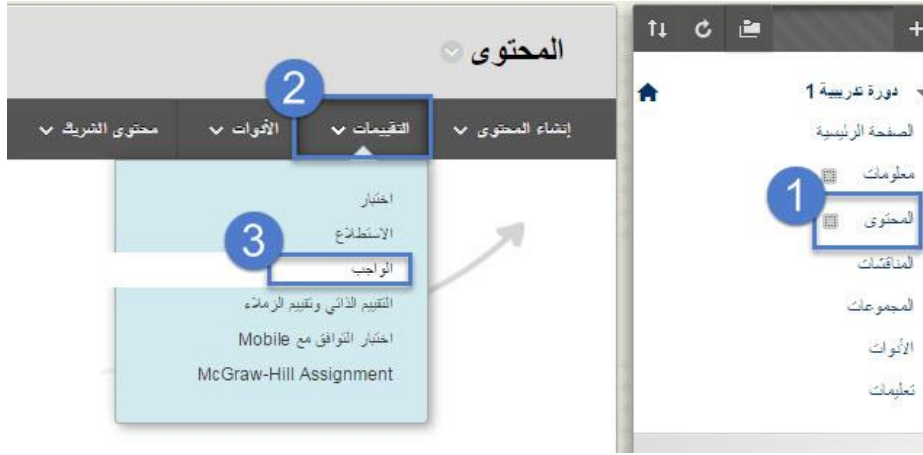 دورة تدريبية 1
الصفحة الرئيسية
معلومات
المحتوى
1
المناقشات
المجموعات
الأدوات
تعليمات
المحتوى
2
إنشاء المحتوى
التقييمات
الأدوات
محتوى الشريك
اختبار
الاستطلاع
3
الواجب
التقييم الذاتي وتقييم الزملاء
اختبار التوافق مع Mobile
McGraw-Hill Assignment